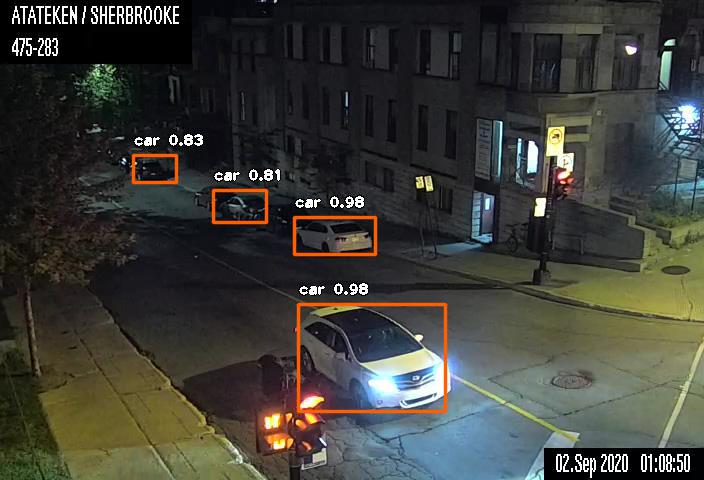 ATATEKEN / SHERBROOKE
475-283
car 0.83
car 0.81
car 0.98
car 0.98
02.Sep 2020 01:08:50